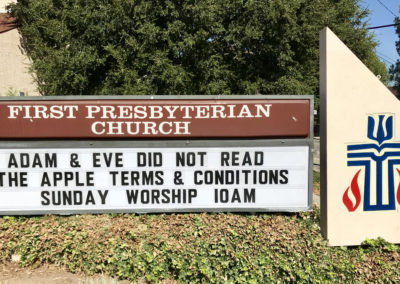 FIRST PRESBYTERIAN
CHURCH
ADAM & EVE DID NOT READ
THE APPLE TERMS & CONDITIONS
SUNDAY WORSHIP 10AM